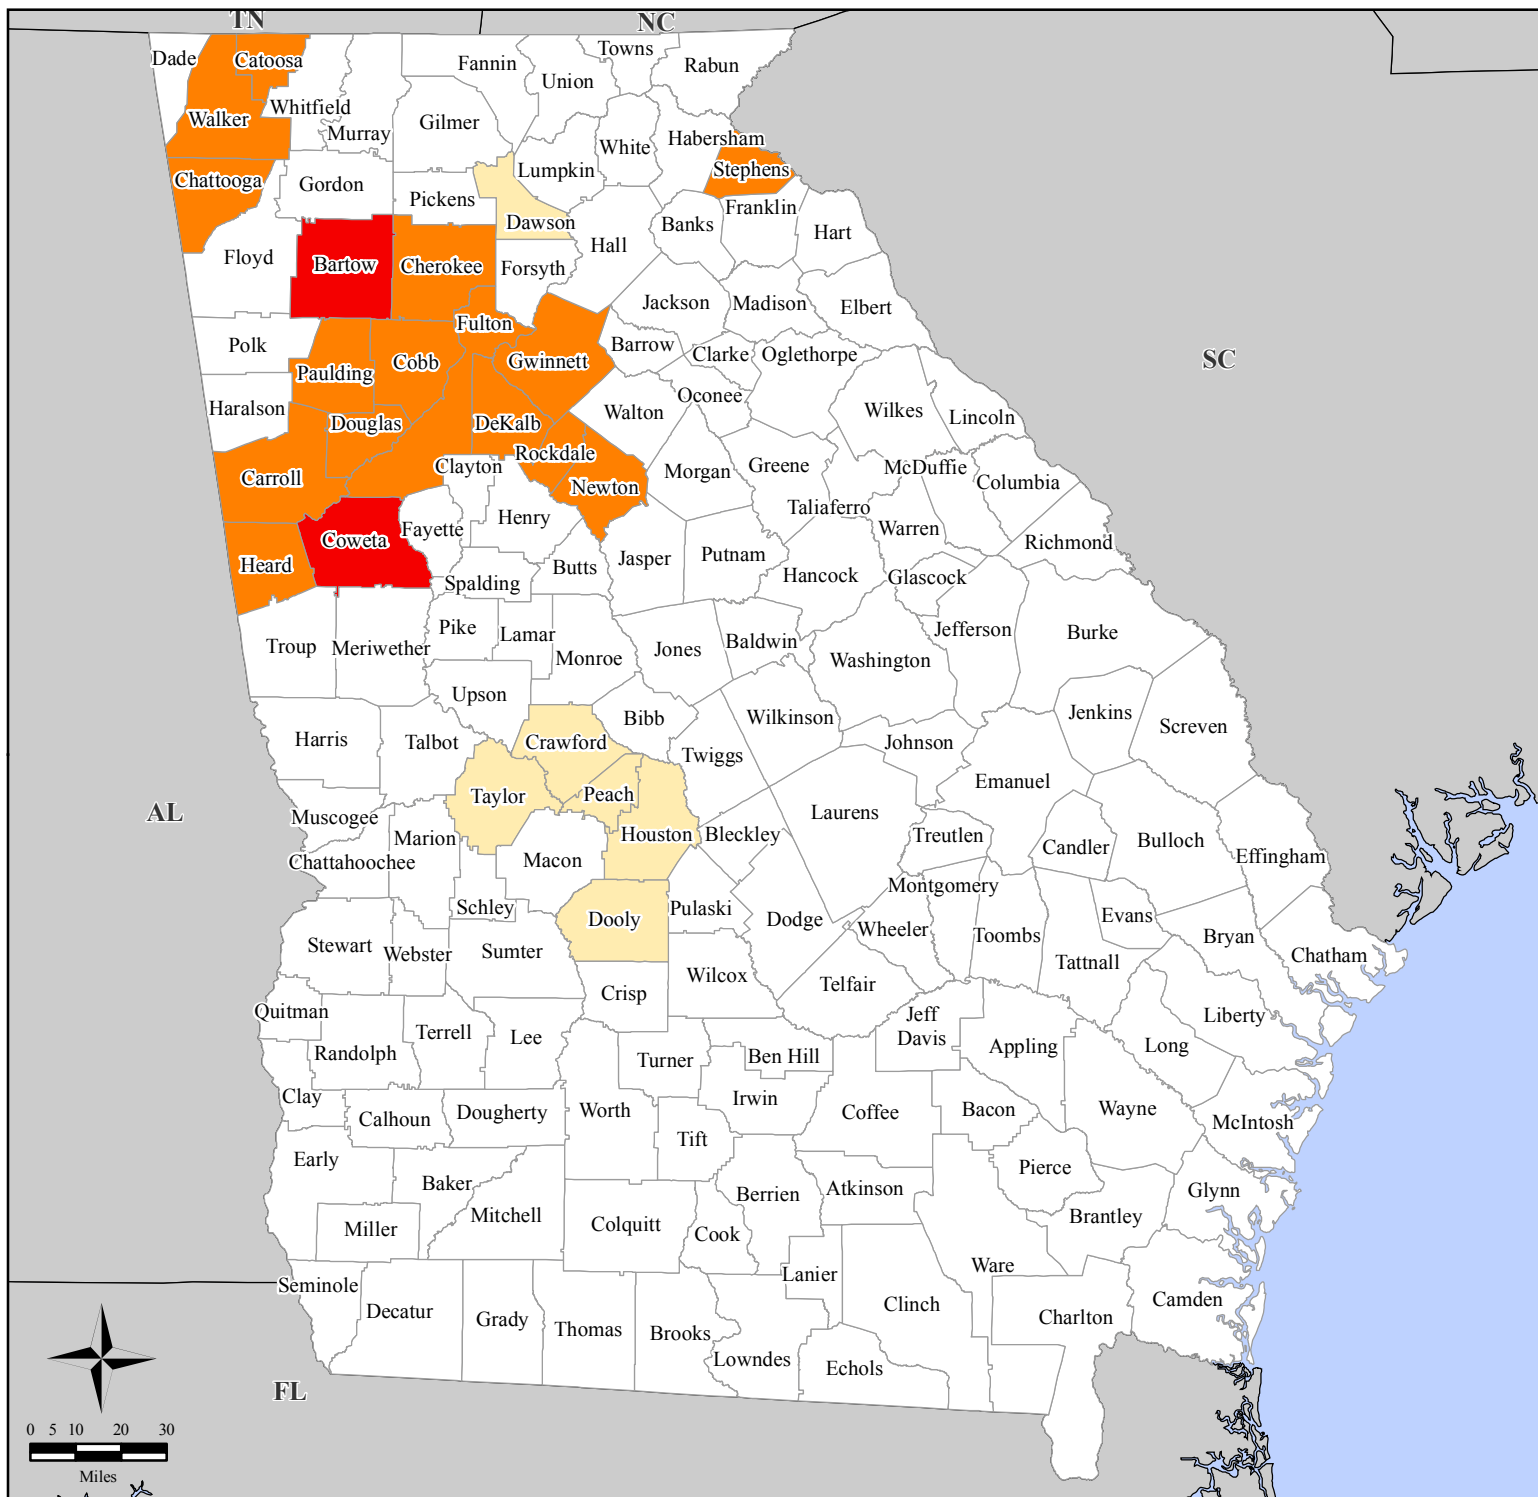 TN
NC
Dade
Catoosa
Fannin
Towns
Union
Rabun
Whitfield
Walker
Murray
Gilmer
Habersham
White
Stephens
Lumpkin
Chattooga
Gordon
Pickens
Franklin
Dawson
Banks
Hart
Hall
Floyd
Bartow
Cherokee
Forsyth
Jackson
Madison
Elbert
Fulton
Polk
Barrow
Clarke
Oglethorpe
SC
Cobb
Gwinnett
Paulding
Oconee
Haralson
Walton
Wilkes
Lincoln
Douglas
DeKalb
Rockdale
Clayton
Greene
McDuffie
Morgan
Carroll
Columbia
Newton
Taliaferro
Henry
Fayette
Warren
Coweta
Richmond
Putnam
Jasper
Heard
Butts
Hancock
Glascock
Spalding
Pike
Lamar
Jefferson
Burke
Baldwin
Troup
Meriwether
Jones
Monroe
Washington
Upson
Jenkins
Bibb
Wilkinson
Screven
Harris
Talbot
Crawford
Johnson
Twiggs
Emanuel
Taylor
Peach
AL
Laurens
Muscogee
Marion
Houston
Bleckley
Treutlen
Candler
Bulloch
Effingham
Chattahoochee
Macon
Montgomery
Schley
Pulaski
Dooly
Dodge
Evans
Wheeler
Toombs
Bryan
Stewart
Webster
Sumter
Chatham
Tattnall
Wilcox
Telfair
Crisp
Quitman
Jeff
Davis
Liberty
Terrell
Lee
Randolph
Turner
Ben Hill
Appling
Long
Clay
Irwin
Calhoun
Dougherty
Worth
Coffee
Bacon
Wayne
McIntosh
Tift
Early
Pierce
Baker
Berrien
Atkinson
Glynn
Mitchell
Brantley
Miller
Colquitt
Cook
Ware
Seminole
Lanier
Decatur
Clinch
Camden
Grady
Thomas
Brooks
Charlton
Lowndes
Echols
FL
0 5 10 20 30
Miles